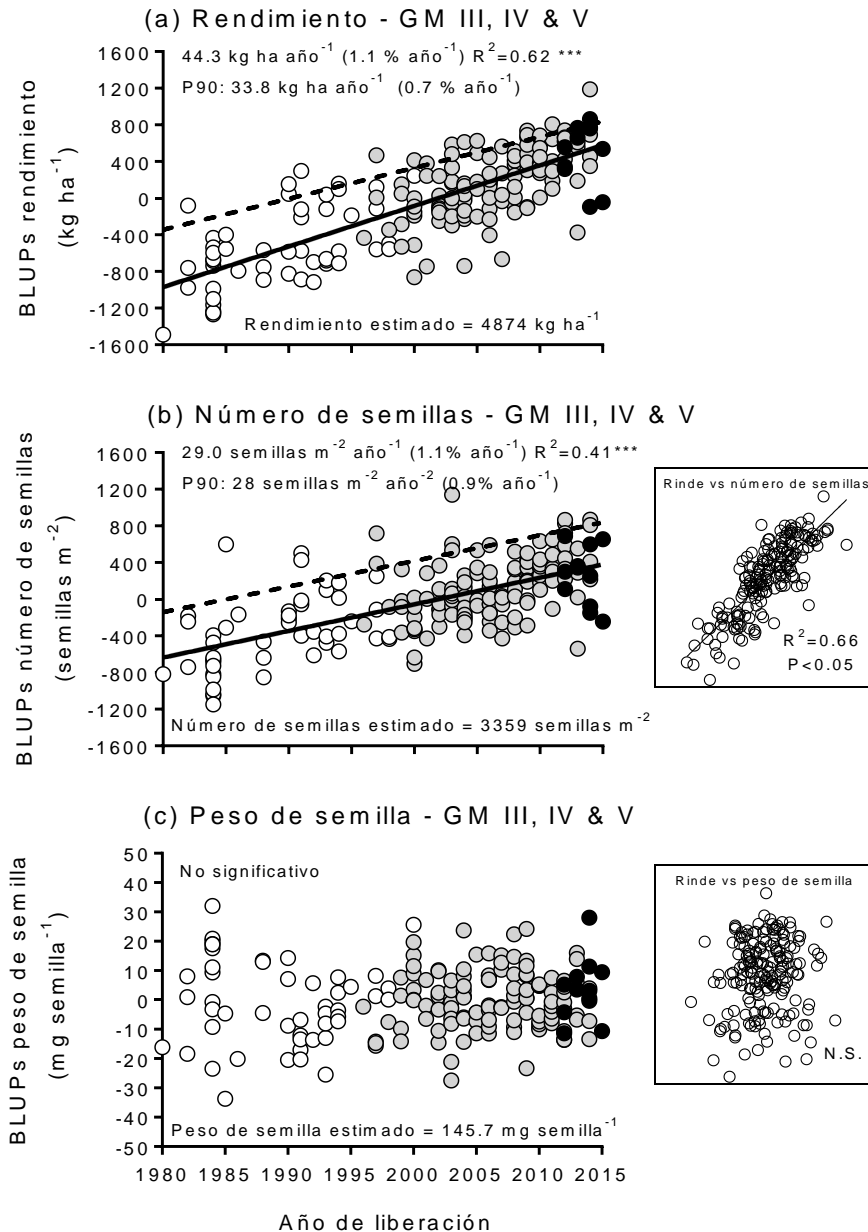 (a) Rendimiento - GM III, IV & V
44.3 kg ha año⁻¹ (1.1 % año⁻¹) R²=0.62 ***
P90: 33.8 kg ha año⁻¹ (0.7 % año⁻¹)
1600
1200
800
400
0
-400
-800
-1200
-1600
BLUPs rendimiento
(kg ha⁻¹)
Rendimiento estimado = 4874 kg ha⁻¹
(b) Número de semillas - GM III, IV & V
29.0 semillas m⁻² año⁻¹ (1.1% año⁻¹) R²=0.41***
P90: 28 semillas m⁻² año⁻² (0.9% año⁻¹)
1600
1200
800
400
0
-400
-800
-1200
-1600
BLUPs número de semillas
(semillas m⁻²)
Número de semillas estimado = 3359 semillas m⁻²
Rinde vs número de semillas
R²=0.66
P<0.05
(c) Peso de semilla - GM III, IV & V
No significativo
50
40
30
20
10
0
-10
-20
-30
-40
-50
BLUPs peso de semilla
(mg semilla⁻¹)
Peso de semilla estimado = 145.7 mg semilla⁻¹
Rinde vs peso de semilla
N.S.
1980 1985 1990 1995 2000 2005 2010 2015
Año de liberación